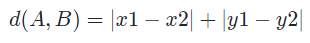 d(A, B) = |x1 − x2| + |y1 − y2|